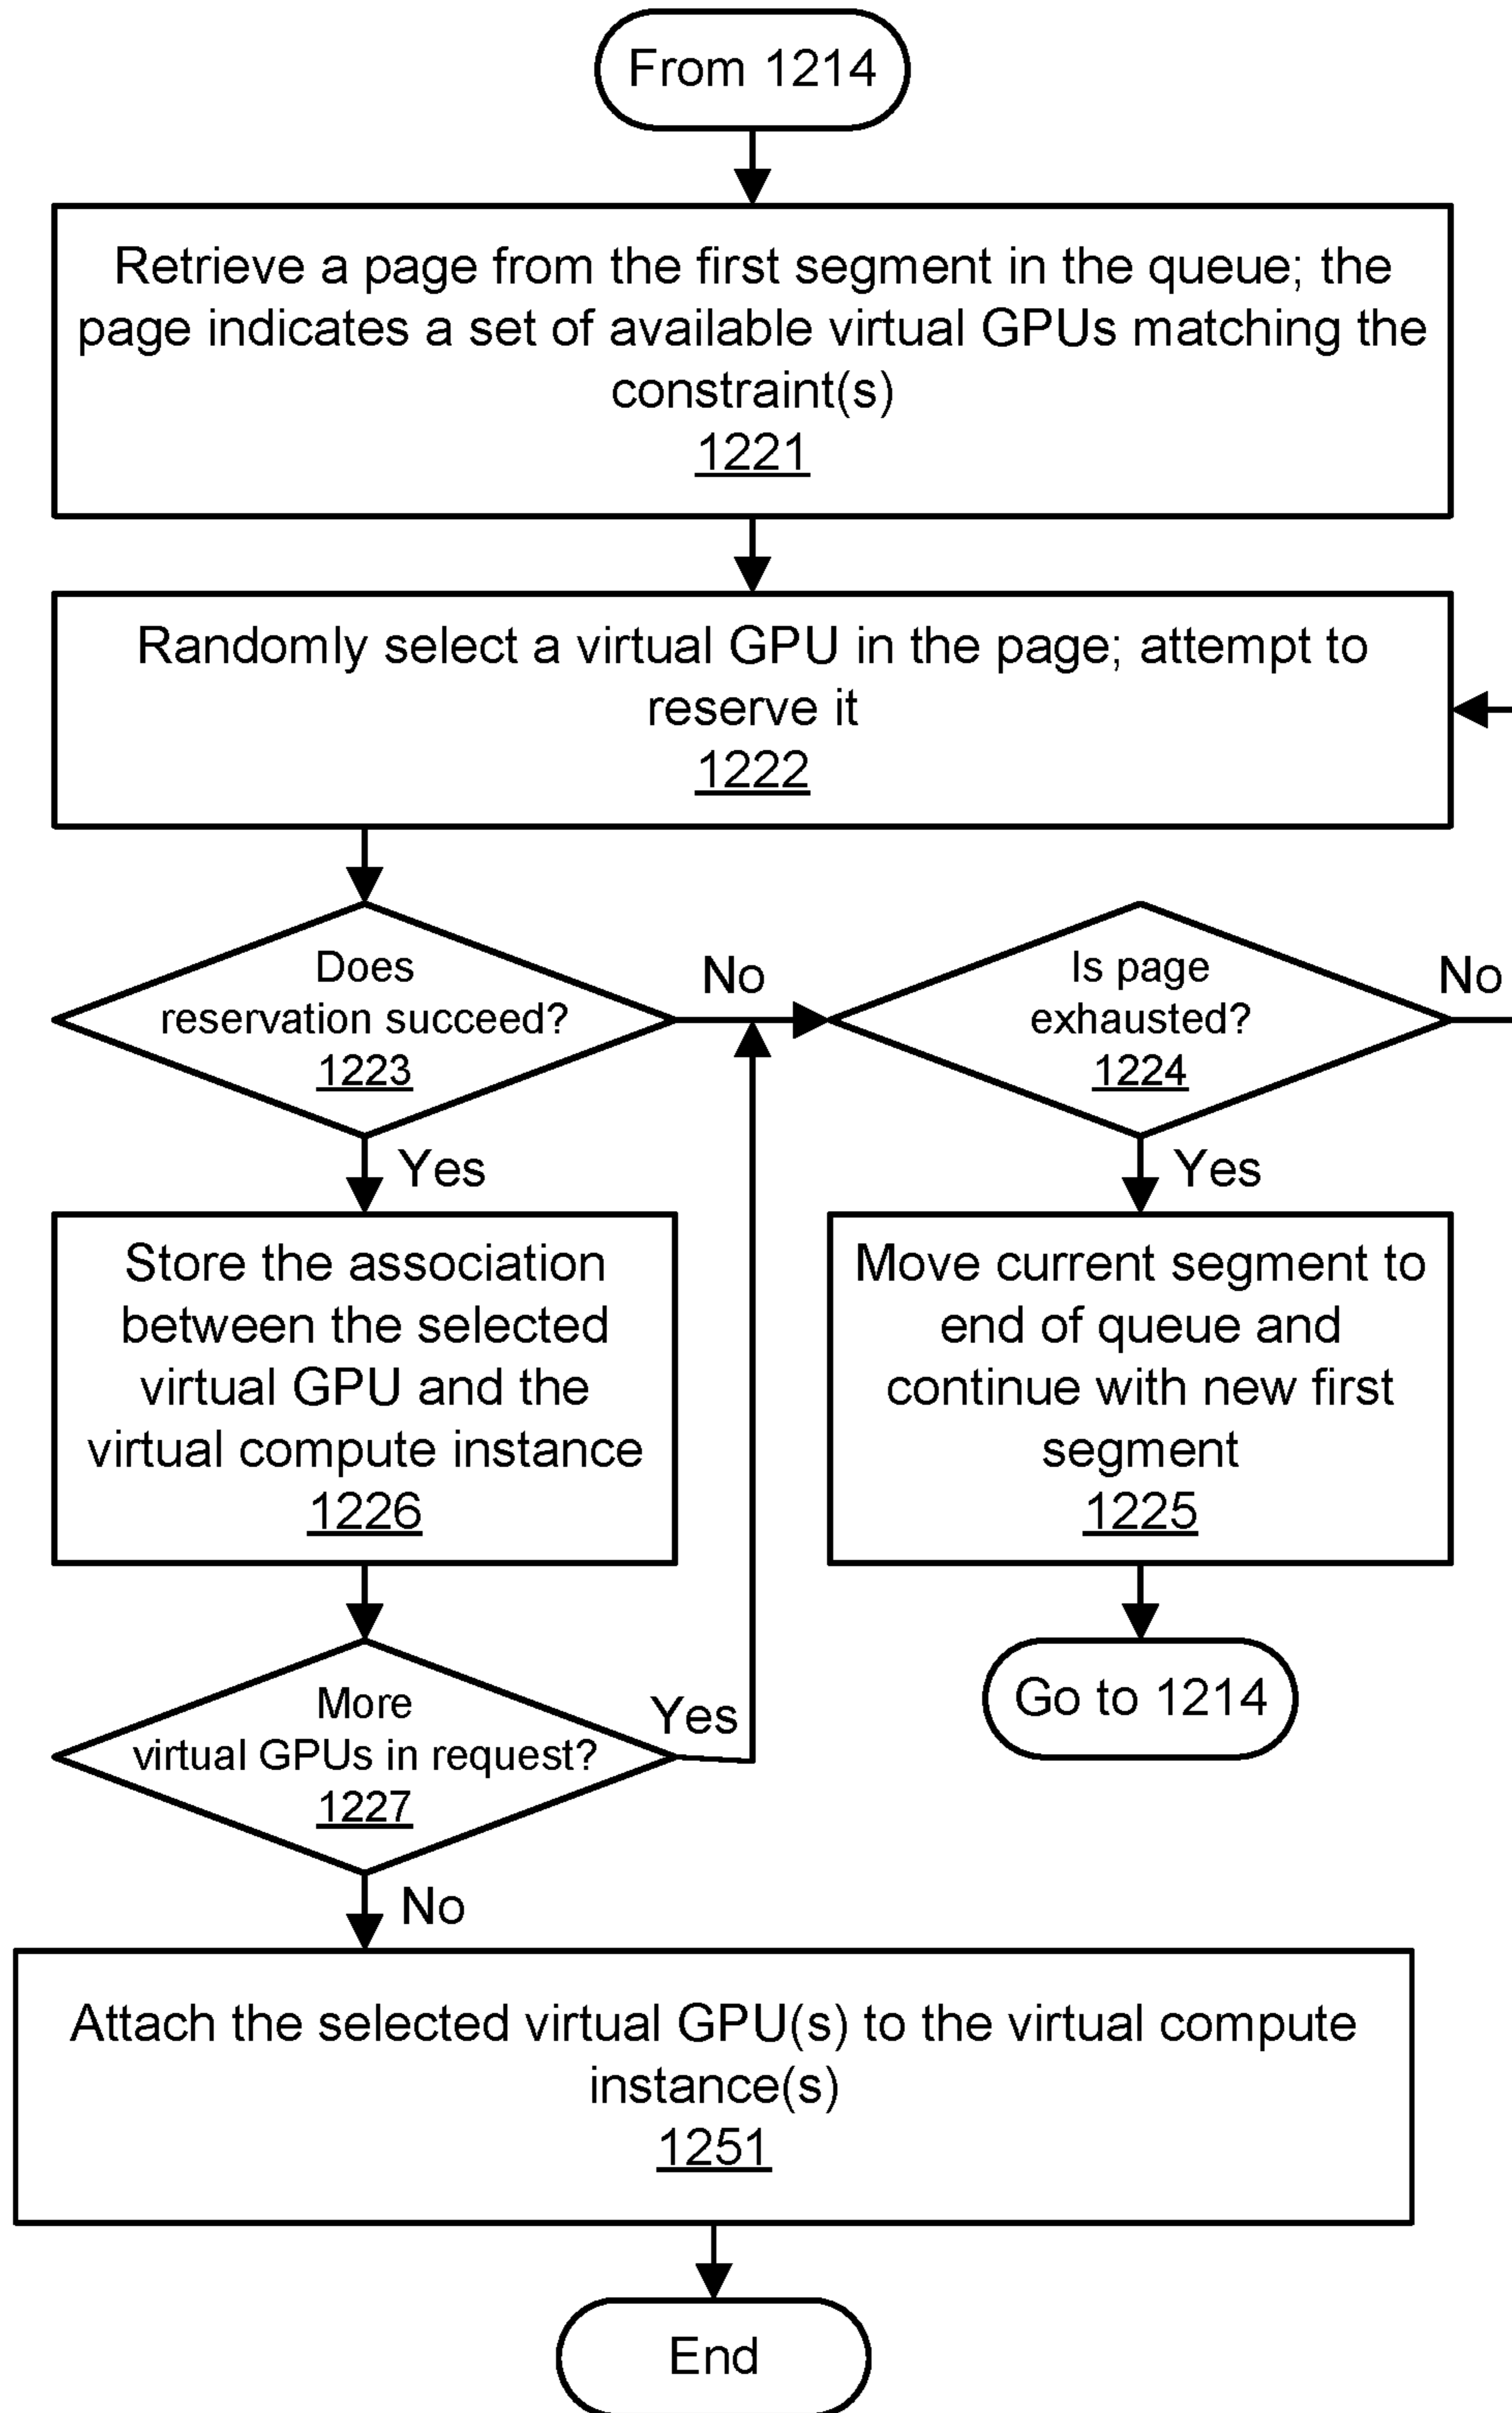 From 1214
Retrieve a page from the first segment in the queue; the
page indicates a set of available virtual GPUs matching the
constraint(s)
1221
Randomly select a virtual GPU in the page; attempt to
reserve it
1222
Does
reservation succeed?
1223
No
Is page
exhausted?
1224
No
Yes
Yes
Store the association
between the selected
virtual GPU and the
virtual compute instance
1226
Move current segment to
end of queue and
continue with new first
segment
1225
More
virtual GPUs in request?
1227
Yes
Go to 1214
No
Attach the selected virtual GPU(s) to the virtual compute
instance(s)
1251
End